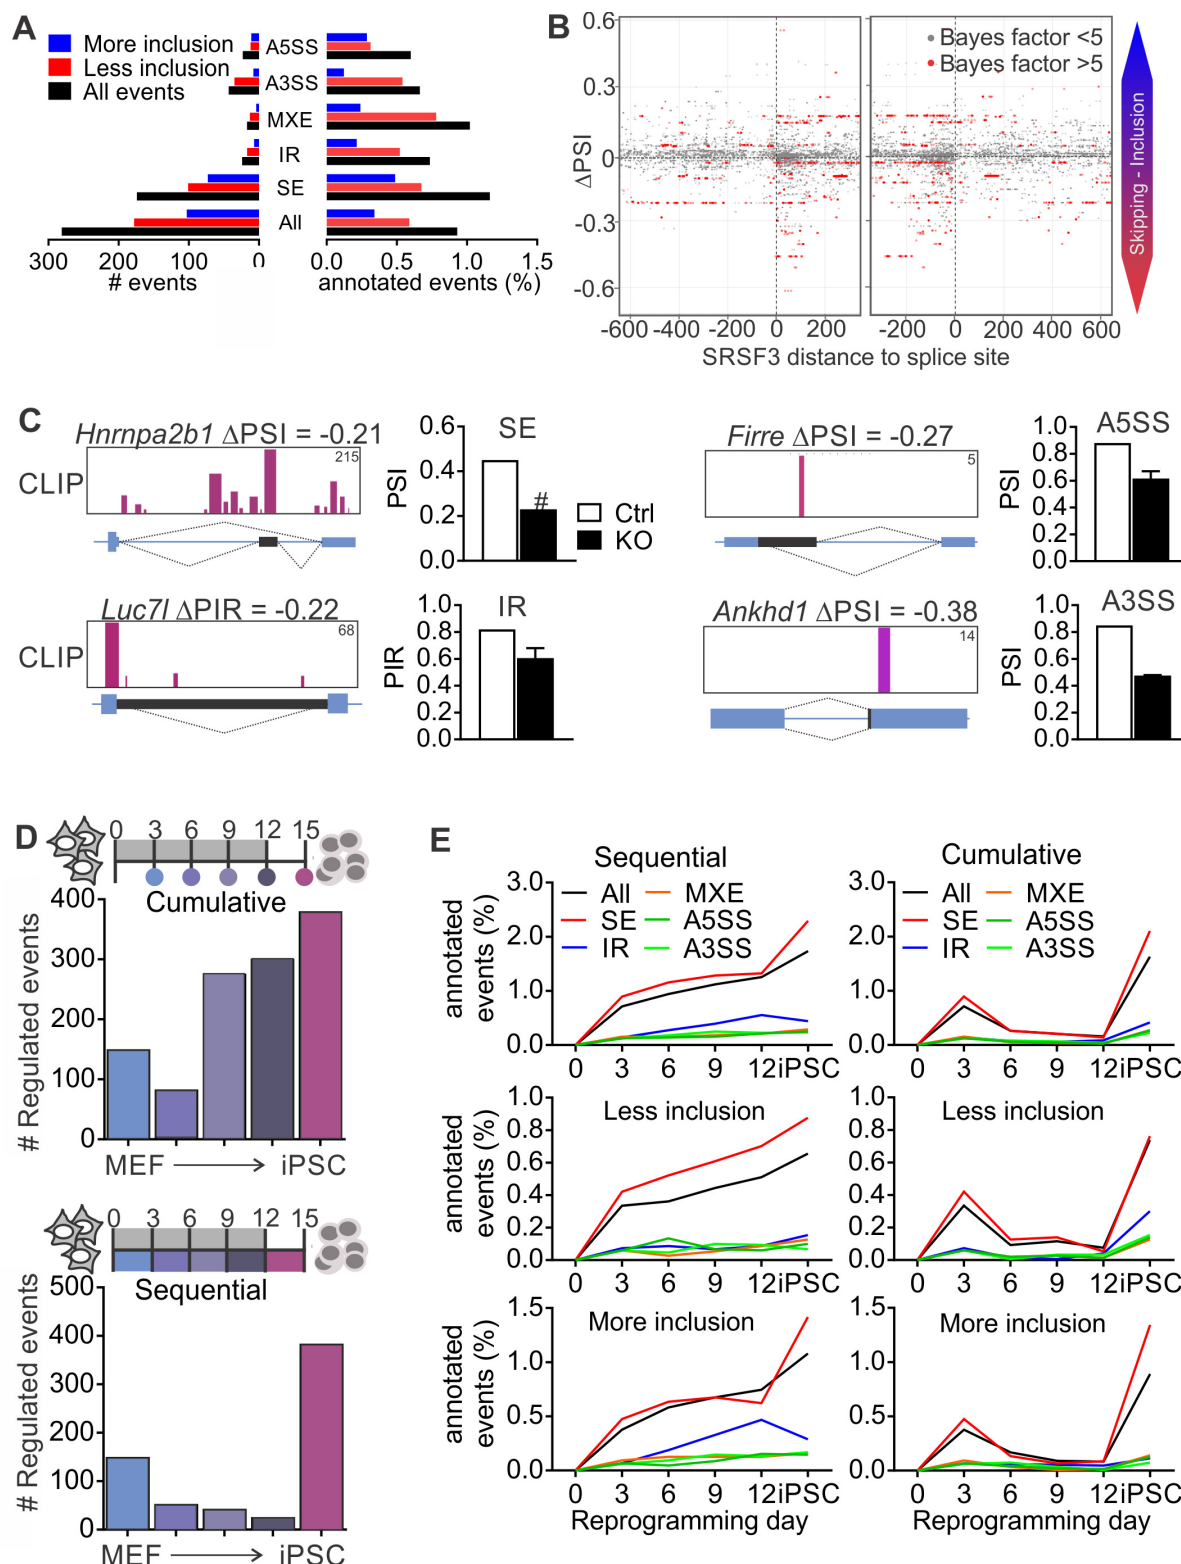 A
More inclusion
Less inclusion
All events
A5SS
A3SS
MXE
IR
SE
All
300 200 100 0
# events
0.0 0.5 1.0 1.5
annotated events (%)
B
Bayes factor <5
Bayes factor >5
0.6
0.3
0
-0.3
-0.6
ΔPSI
-600 -400 -200 0 200
-200 0 200 400 600
SRSF3 distance to splice site
Skipping - Inclusion
C
Hnrnpa2b1 ΔPSI = -0.21
CLIP
215
SE
PSI
0.6
0.4
0.2
0.0
#
Ctrl
KO
Firre ΔPSI = -0.27
5
A5SS
PSI
1.0
0.8
0.6
0.4
0.2
0.0
Luc7l ΔPIR = -0.22
CLIP
68
IR
PIR
1.0
0.8
0.6
0.4
0.2
0.0
Ankhd1 ΔPSI = -0.38
14
A3SS
PSI
1.0
0.8
0.6
0.4
0.2
0.0
D
0 3 6 9 12 15
Cumulative
# Regulated events
400
300
200
100
0
MEF → iPSC
0 3 6 9 12 15
Sequential
# Regulated events
500
400
300
200
100
0
MEF → iPSC
E
Sequential
annotated
events (%)
3.0
2.0
1.0
0.0
All
SE
IR
MXE
A5SS
A3SS
0 3 6 9 12 iPSC
Cumulative
3.0
2.0
1.0
0.0
All
SE
IR
MXE
A5SS
A3SS
0 3 6 9 12 iPSC
Less inclusion
annotated
events (%)
1.0
0.8
0.6
0.4
0.2
0.0
0 3 6 9 12 iPSC
Less inclusion
1.0
0.8
0.6
0.4
0.2
0.0
0 3 6 9 12 iPSC
More inclusion
annotated
events (%)
1.5
1.0
0.5
0.0
0 3 6 9 12 iPSC
Reprogramming day
More inclusion
1.5
1.0
0.5
0.0
0 3 6 9 12 iPSC
Reprogramming day